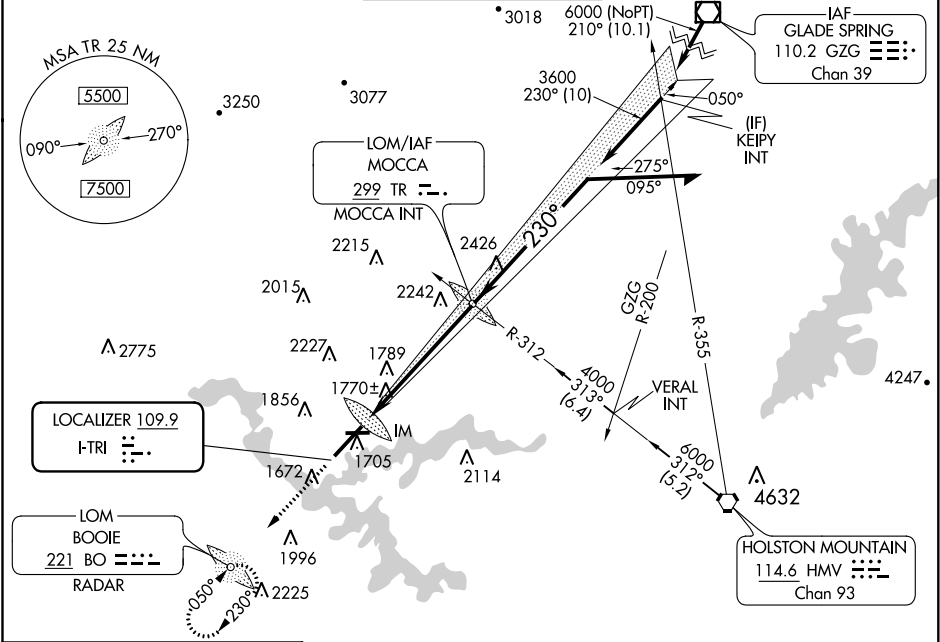 3018
6000 (NoPT)
210° (10.1)
IAF
GLADE SPRING
110.2 GZG
Chan 39
MSA TR 25 NM
5500
090°
270°
7500
3250
3077
3600
230° (10)
050°
(IF)
KEIPY
INT
LOM/IAF
MOCCA
299 TR
MOCCA INT
275°
095°
230°
2215
2426
2015
2242
GZG
R-200
R-355
R-312
2775
2227
1789
1770±
4000
313°
(6.4)
VERAL
INT
4247
1856
LOCALIZER 109.9
I-TRI
IM
1705
1672
2114
6000
312°
(5.2)
4632
LOM
BOOIE
221 BO
RADAR
1996
050°
230°
2225
HOLSTON MOUNTAIN
114.6 HMV
Chan 93